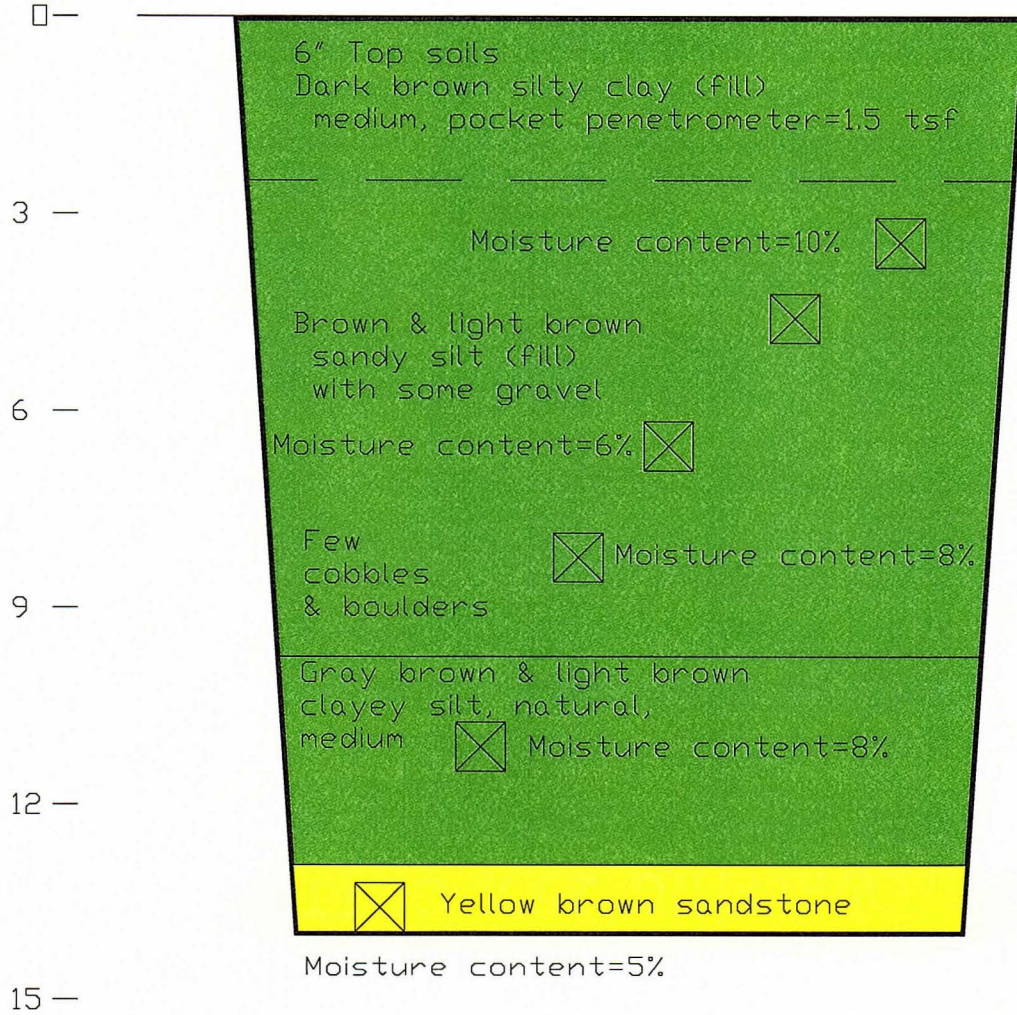 0
6" Top soils
Dark brown silty clay (fill)
medium, pocket penetrometer=1.5 tsf
3
Moisture content=10%
Brown & light brown
sandy silt (fill)
with some gravel
6
Moisture content=6%
Few
cobbles
& boulders
Moisture content=8%
9
Gray brown & light brown
clayey silt, natural,
medium
Moisture content=8%
12
Yellow brown sandstone
Moisture content=5%
15